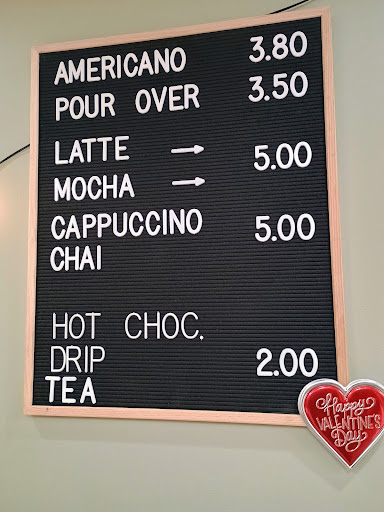 AMERICANO 3.80
POUR OVER 3.50
LATTE → 5.00
MOCHA →
CAPPUCCINO 5.00
CHAI
HOT CHOC.
DRIP 2.00
TEA
Happy
VALENTINE'S
Day